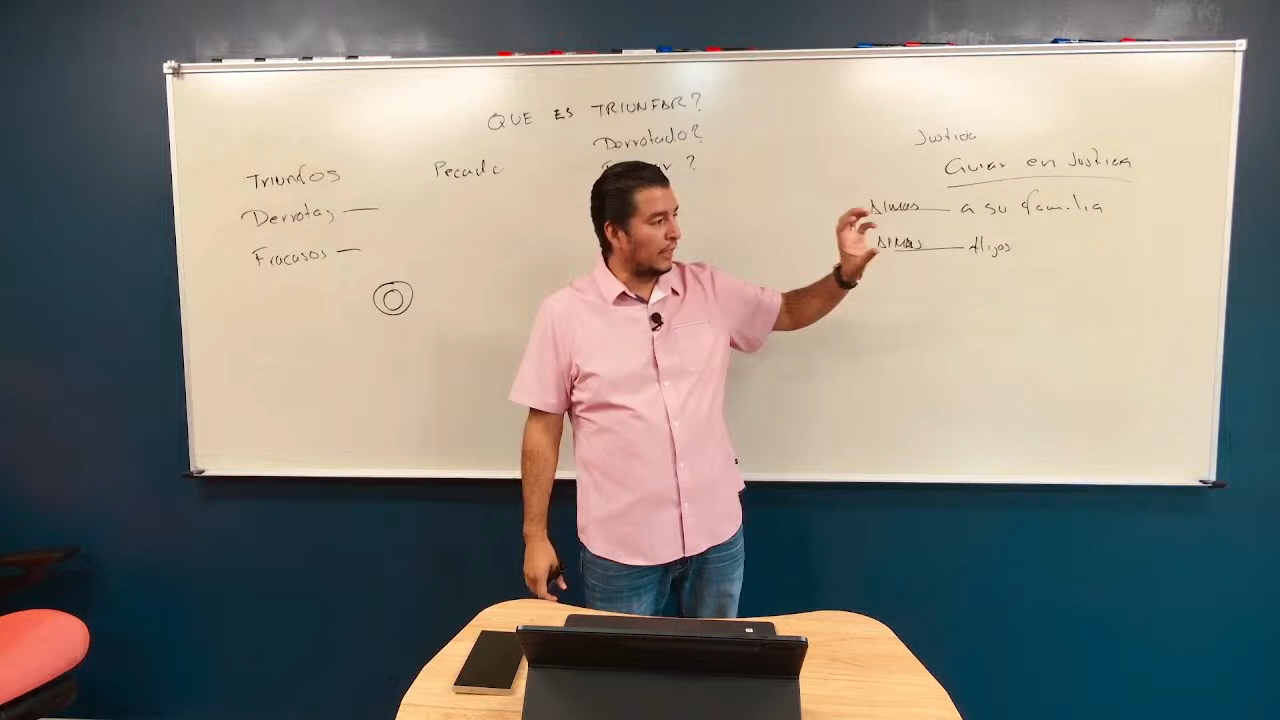 QUE ES TRIUNFAR?
Derrotado?
?
Triunfos
Derrotas —
Fracasos —
Pecado
Justicia
Guiar en Justicia
a su familia
Hijos